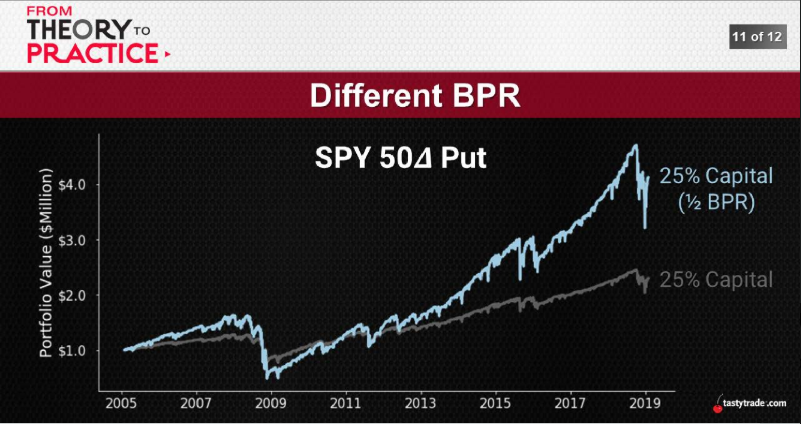 FROM
THEORY TO
PRACTICE
11 of 12
Different BPR
SPY 50Δ Put
Portfolio Value ($Million)
$4.0
$3.0
$2.0
$1.0
25% Capital
(½ BPR)
25% Capital
2005 2007 2009 2011 2013 2015 2017 2019
tastytrade.com